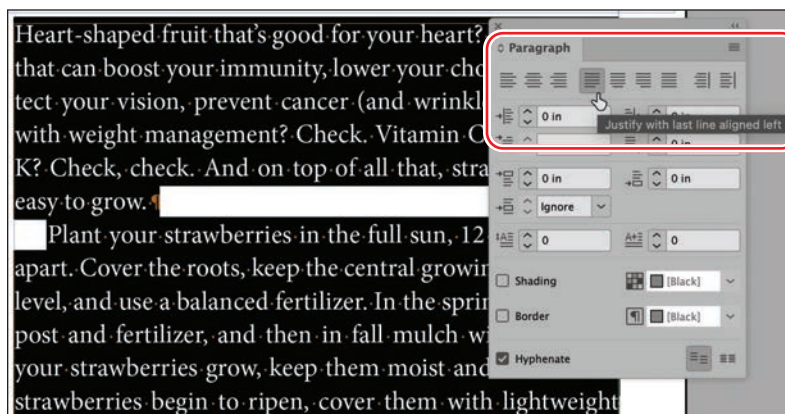 Heart-shaped fruit that's good for your heart?
that can boost your immunity, lower your cho
tect your vision, prevent cancer (and wrinkl
with weight management? Check. Vitamin C
K? Check, check. And on top of all that, stra
easy to grow. ¶
Plant your strawberries in the full sun, 12
apart. Cover the roots, keep the central growin
level, and use a balanced fertilizer. In the sprin
post and fertilizer, and then in fall mulch wi
your strawberries grow, keep them moist and
strawberries begin to ripen, cover them with lightweight
Paragraph
0 in
Justify with last line aligned left
0 in
0 in
0 in
Ignore
0
0
Shading
[Black]
Border
[Black]
Hyphenate